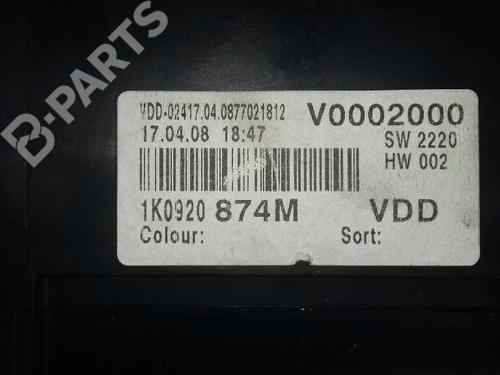 B-PARTS
VDD-02417.04.0877021812 V0002000
17.04.08 18:47 SW 2220
HW 002
1K0920 874M VDD
Colour: Sort: